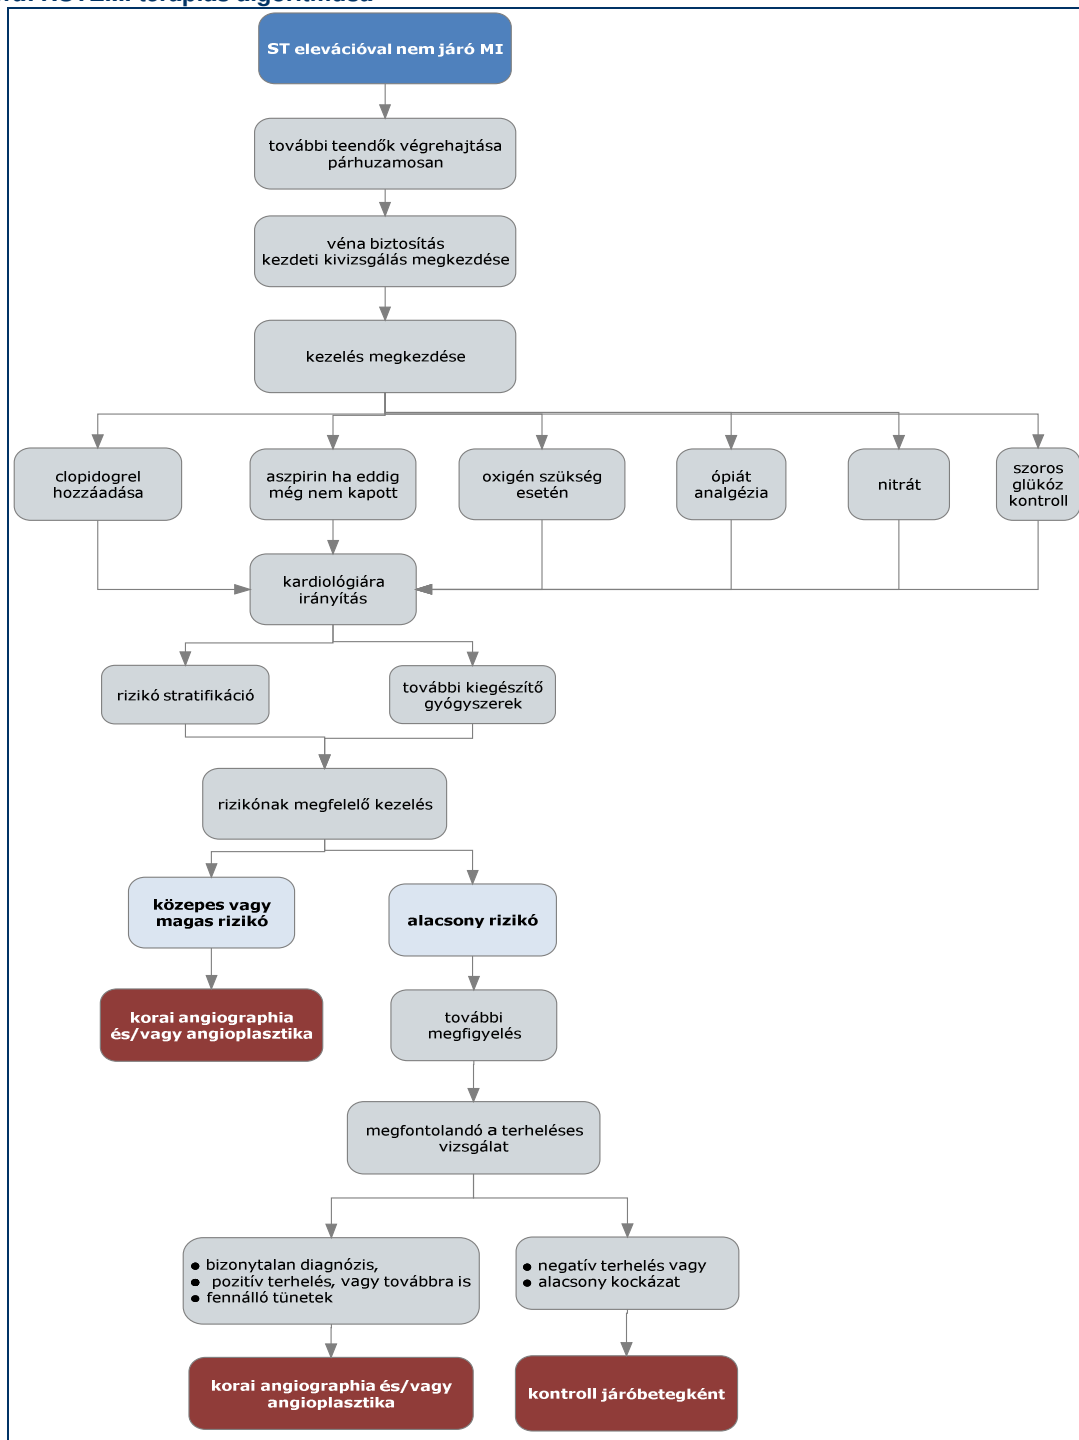 NSTEMI terápiás algoritmusa
ST elevációval nem járó MI
további teendők végrehajtása
párhuzamosan
véna biztosítás
kezdeti kivizsgálás megkezdése
kezelés megkezdése
clopidogrel
hozzáadása
aszpirin ha eddig
még nem kapott
oxigén szükség
esetén
ópiát
analgézia
nitrát
szoros
glükóz
kontroll
kardiológiára
irányítás
rizikó stratifikáció
további kiegészítő
gyógyszerek
rizikónak megfelelő kezelés
közepes vagy
magas rizikó
alacsony rizikó
korai angiographia
és/vagy angioplasztika
további
megfigyelés
megfontolandó a terheléses
vizsgálat
● bizonytalan diagnózis,
● pozitív terhelés, vagy továbbra is
● fennálló tünetek
● negatív terhelés vagy
● alacsony kockázat
korai angiographia és/vagy
angioplasztika
kontroll járóbetegként